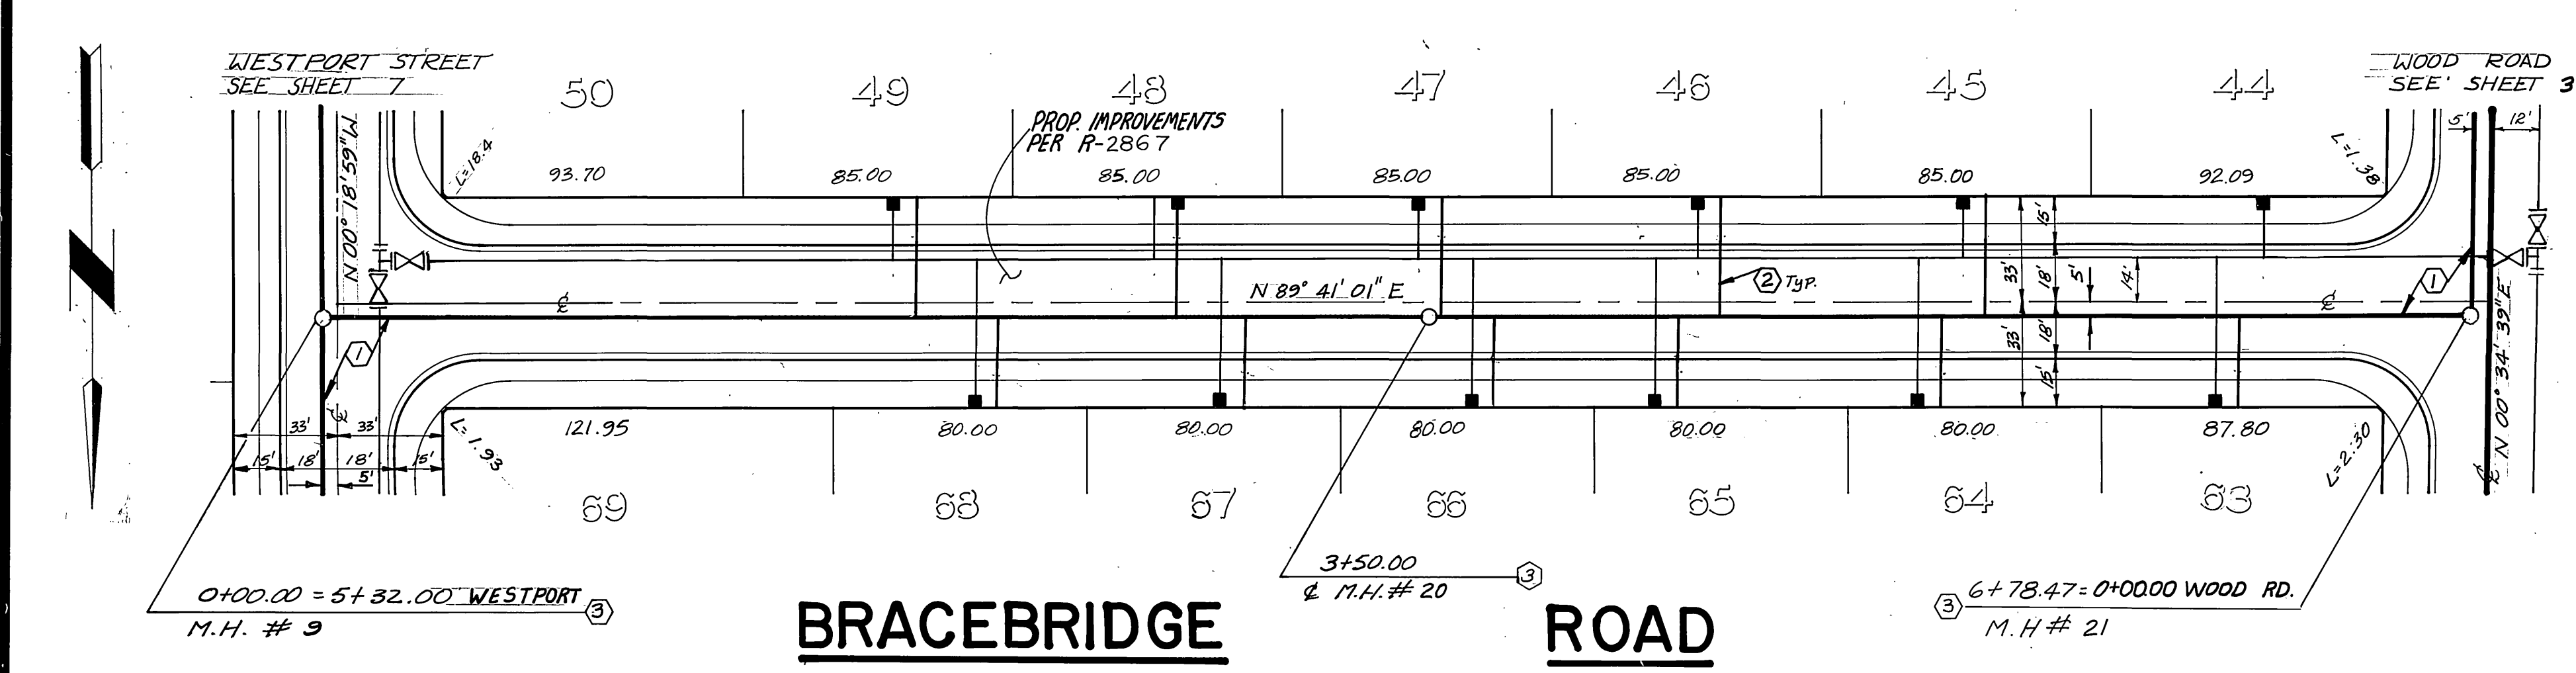 WESTPORT STREET
SEE SHEET 7
50
49
48
47
46
45
44
WOOD ROAD
SEE' SHEET 3
PROP. IMPROVEMENTS
PER R-2867
N 00° 18' 59" W
L=18.4
93.70
85.00
85.00
85.00
85.00
85.00
92.09
L=1.38
5'
12'
15'
33'
18'
5'
14'
N 89° 41' 01" E
2 TYP.
1
℄
℄
1
33'
18'
15'
N 00° 34' 39" E
℄
℄
33'
33'
15'
18'
18'
15'
5'
L=1.93
121.95
80.00
80.00
80.00
80.00
80.00
87.80
L=2.30
69
68
67
66
65
64
63
0+00.00 = 5+32.00 WESTPORT 3
M.H. # 9
3+50.00 3
℄ M.H. # 20
3 6+78.47 = 0+00.00 WOOD RD.
M.H # 21
BRACEBRIDGE ROAD